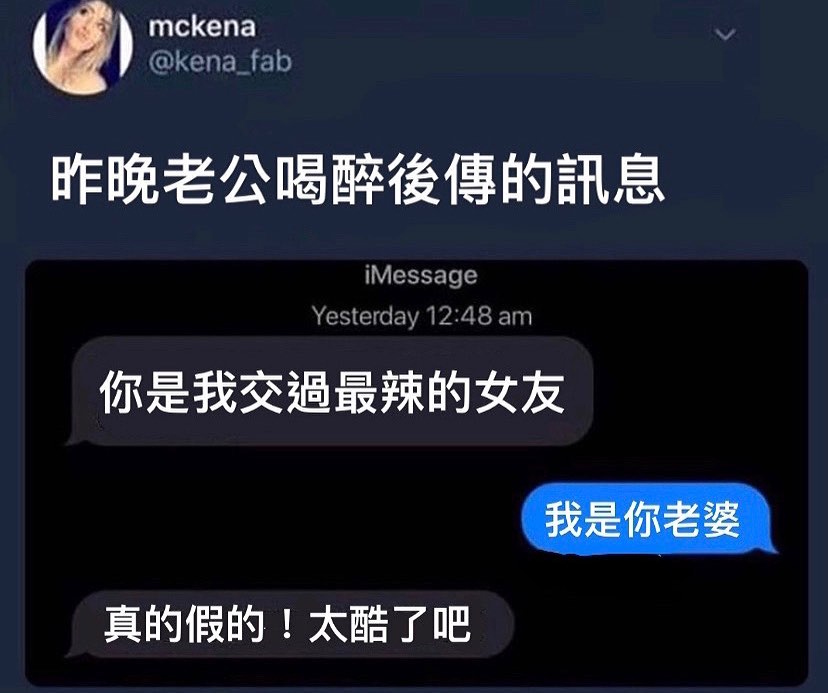 mckena
@kena_fab
昨晚老公喝醉後傳的訊息
iMessage
Yesterday 12:48 am
你是我交過最辣的女友
我是你老婆
真的假的！太酷了吧